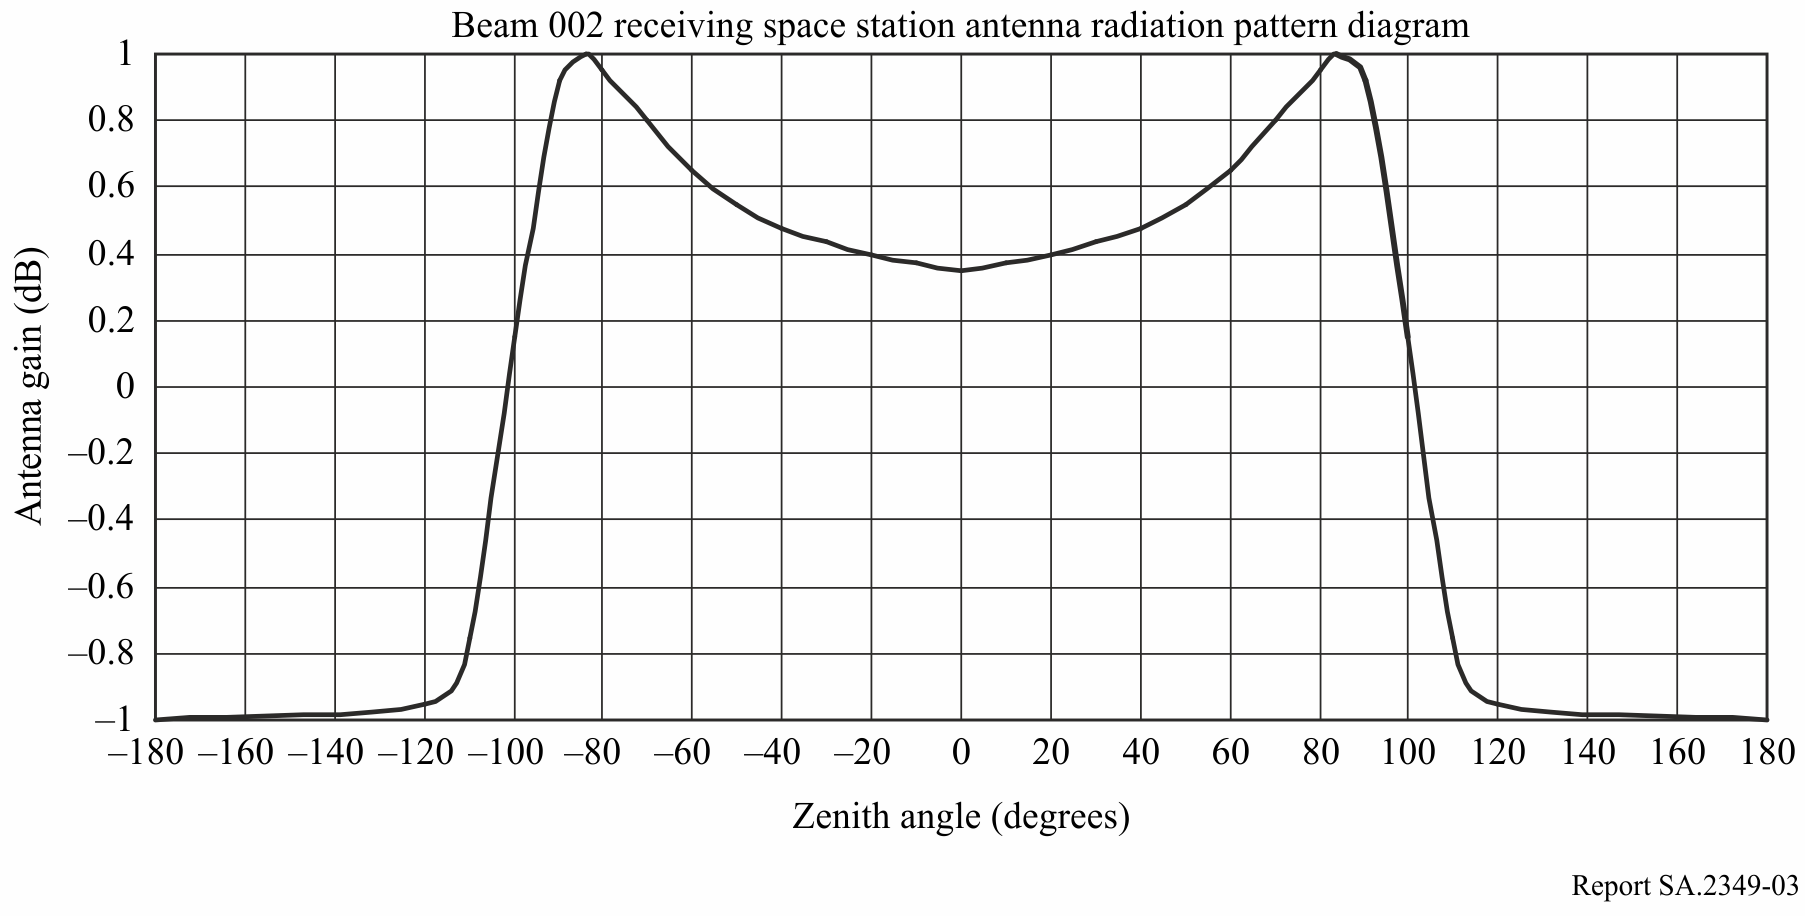 Beam 002 receiving space station antenna radiation pattern diagram
1
0.8
0.6
0.4
0.2
0
–0.2
–0.4
–0.6
–0.8
–1
Antenna gain (dB)
–180 –160 –140 –120 –100 –80 –60 –40 –20 0 20 40 60 80 100 120 140 160 180
Zenith angle (degrees)
Report SA.2349-03